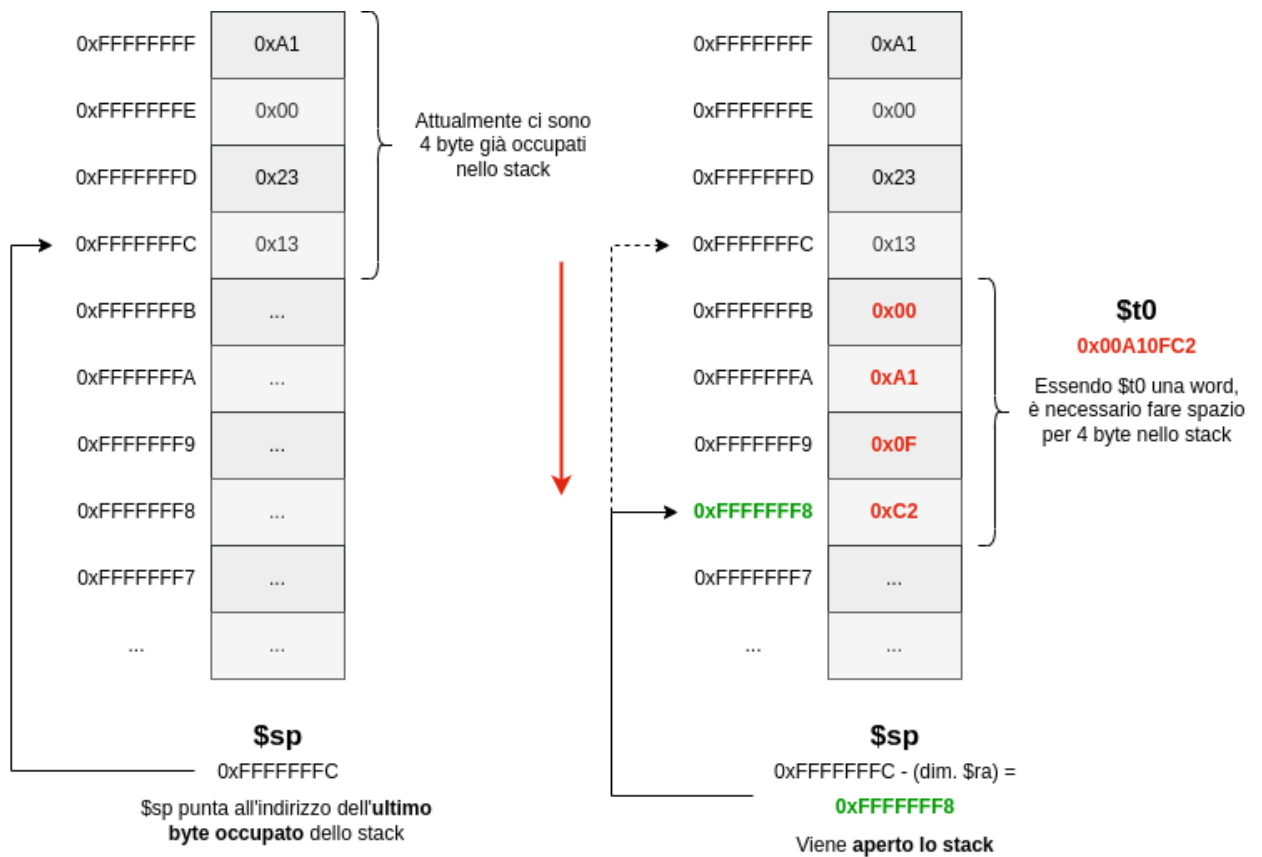 0xFFFFFFFF 0xA1
0xFFFFFFFE 0x00
0xFFFFFFFD 0x23
0xFFFFFFFC 0x13
0xFFFFFFFB ...
0xFFFFFFFA ...
0xFFFFFFF9 ...
0xFFFFFFF8 ...
0xFFFFFFF7 ...
... ...
Attualmente ci sono
4 byte già occupati
nello stack
$sp
0xFFFFFFFC
$sp punta all'indirizzo dell'ultimo
byte occupato dello stack
0xFFFFFFFF 0xA1
0xFFFFFFFE 0x00
0xFFFFFFFD 0x23
0xFFFFFFFC 0x13
0xFFFFFFFB 0x00
0xFFFFFFFA 0xA1
0xFFFFFFF9 0x0F
0xFFFFFFF8 0xC2
0xFFFFFFF7 ...
... ...
$t0
0x00A10FC2
Essendo $t0 una word,
è necessario fare spazio
per 4 byte nello stack
$sp
0xFFFFFFFC - (dim. $ra) =
0xFFFFFFF8
Viene aperto lo stack